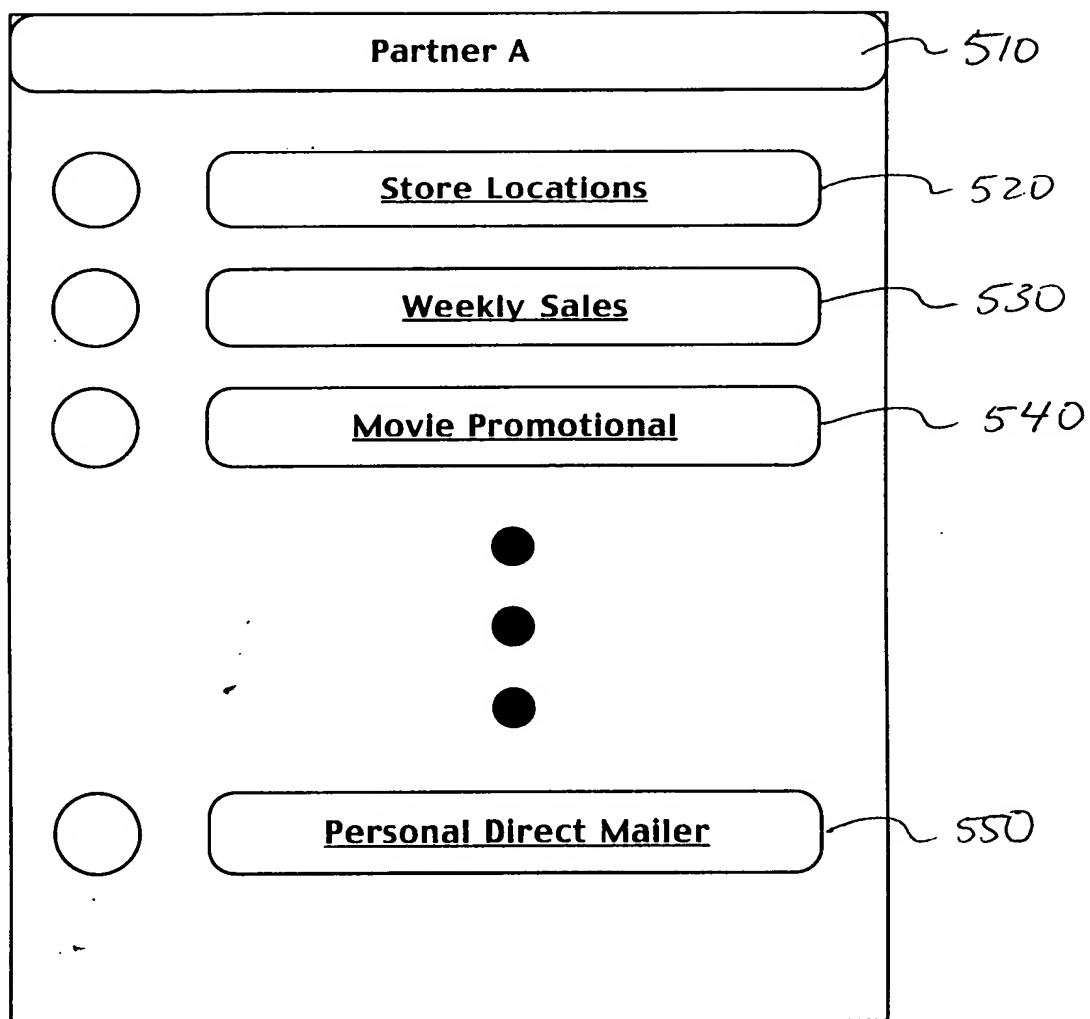 Partner A 510
Store Locations 520
Weekly Sales 530
Movie Promotional 540
Personal Direct Mailer 550